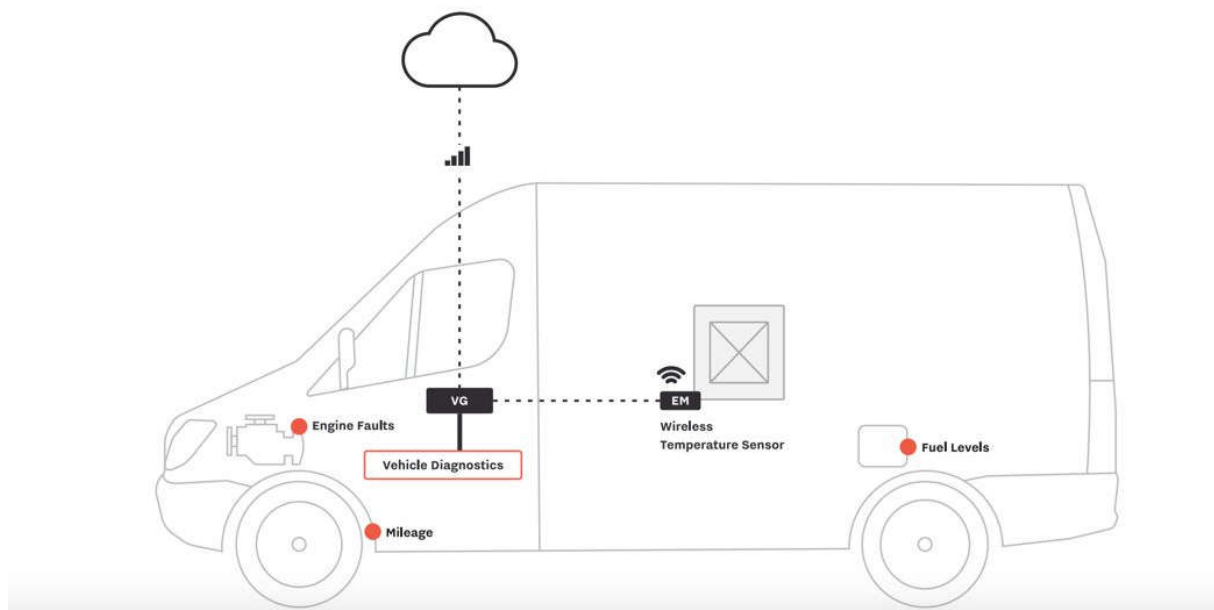 VG
EM
Wireless
Temperature Sensor
Engine Faults
Vehicle Diagnostics
Fuel Levels
Mileage